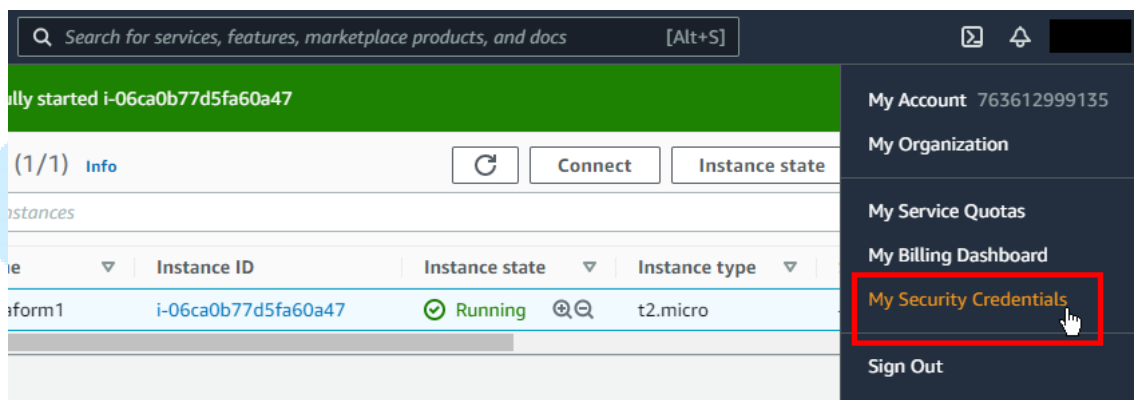 Search for services, features, marketplace products, and docs [Alt+S]
ully started i-06ca0b77d5fa60a47
My Account 763612999135
My Organization
(1/1) Info
Connect
Instance state
nstances
My Service Quotas
My Billing Dashboard
Instance ID
Instance state
Instance type
My Security Credentials
aform1
i-06ca0b77d5fa60a47
Running
t2.micro
Sign Out